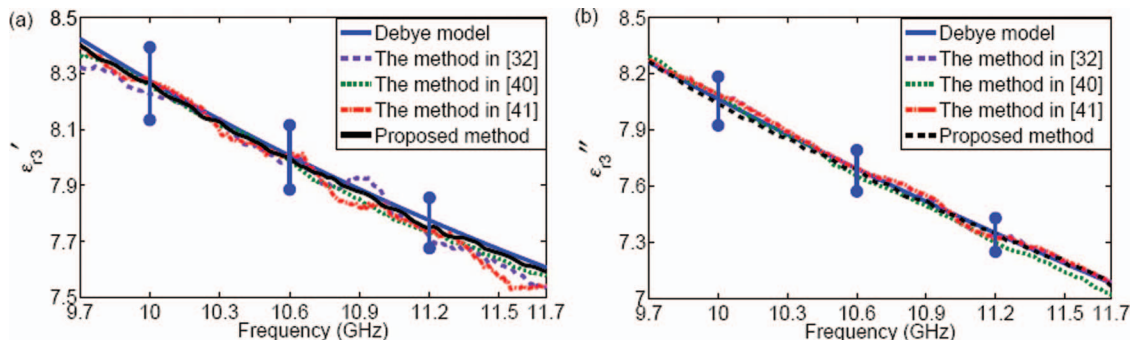 (a)
8.5
8.3
8.1
7.9
7.7
7.5
εr3′
Debye model
The method in [32]
The method in [40]
The method in [41]
Proposed method
9.7 10 10.3 10.6 10.9 11.2 11.5 11.7
Frequency (GHz)
(b)
8.5
8.2
7.9
7.6
7.3
7
εr3″
Debye model
The method in [32]
The method in [40]
The method in [41]
Proposed method
9.7 10 10.3 10.6 10.9 11.2 11.5 11.7
Frequency (GHz)